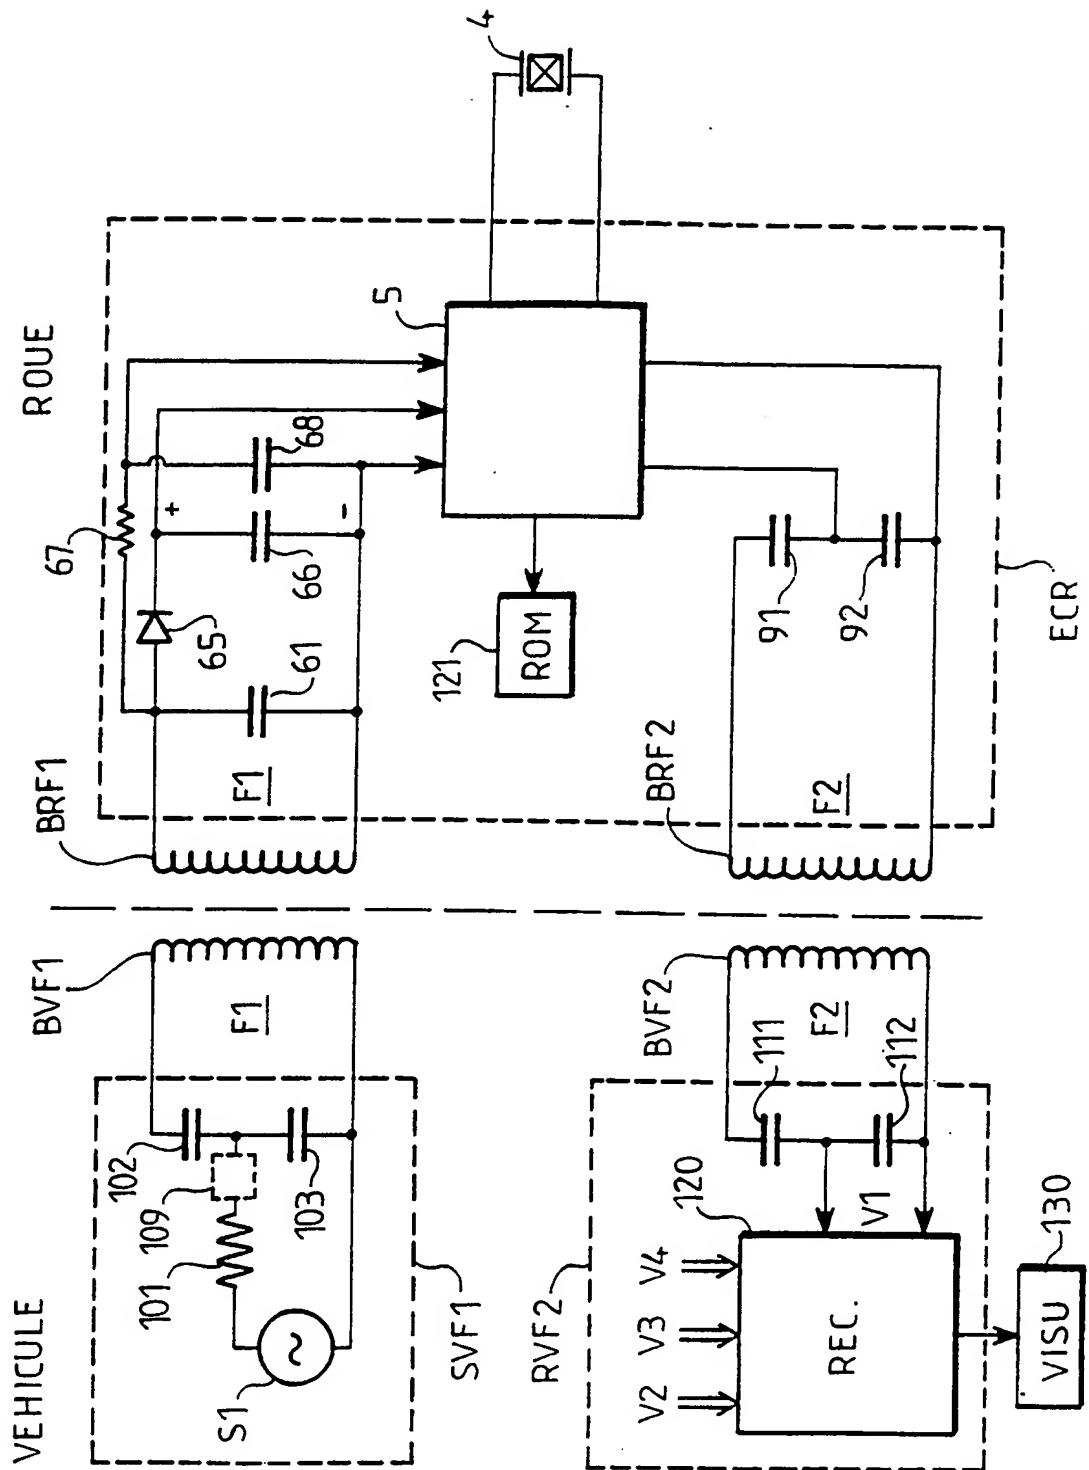 VEHICULE
ROUE
S1
101
109
102
103
SVF1
BVF1
F1
BRF1
F1
67
65
61
66
68
+
-
5
4
121
ROM
RVF2
V2
V3
V4
120
REC.
V1
111
112
BVF2
F2
BRF2
F2
91
92
ECR
VISU
130